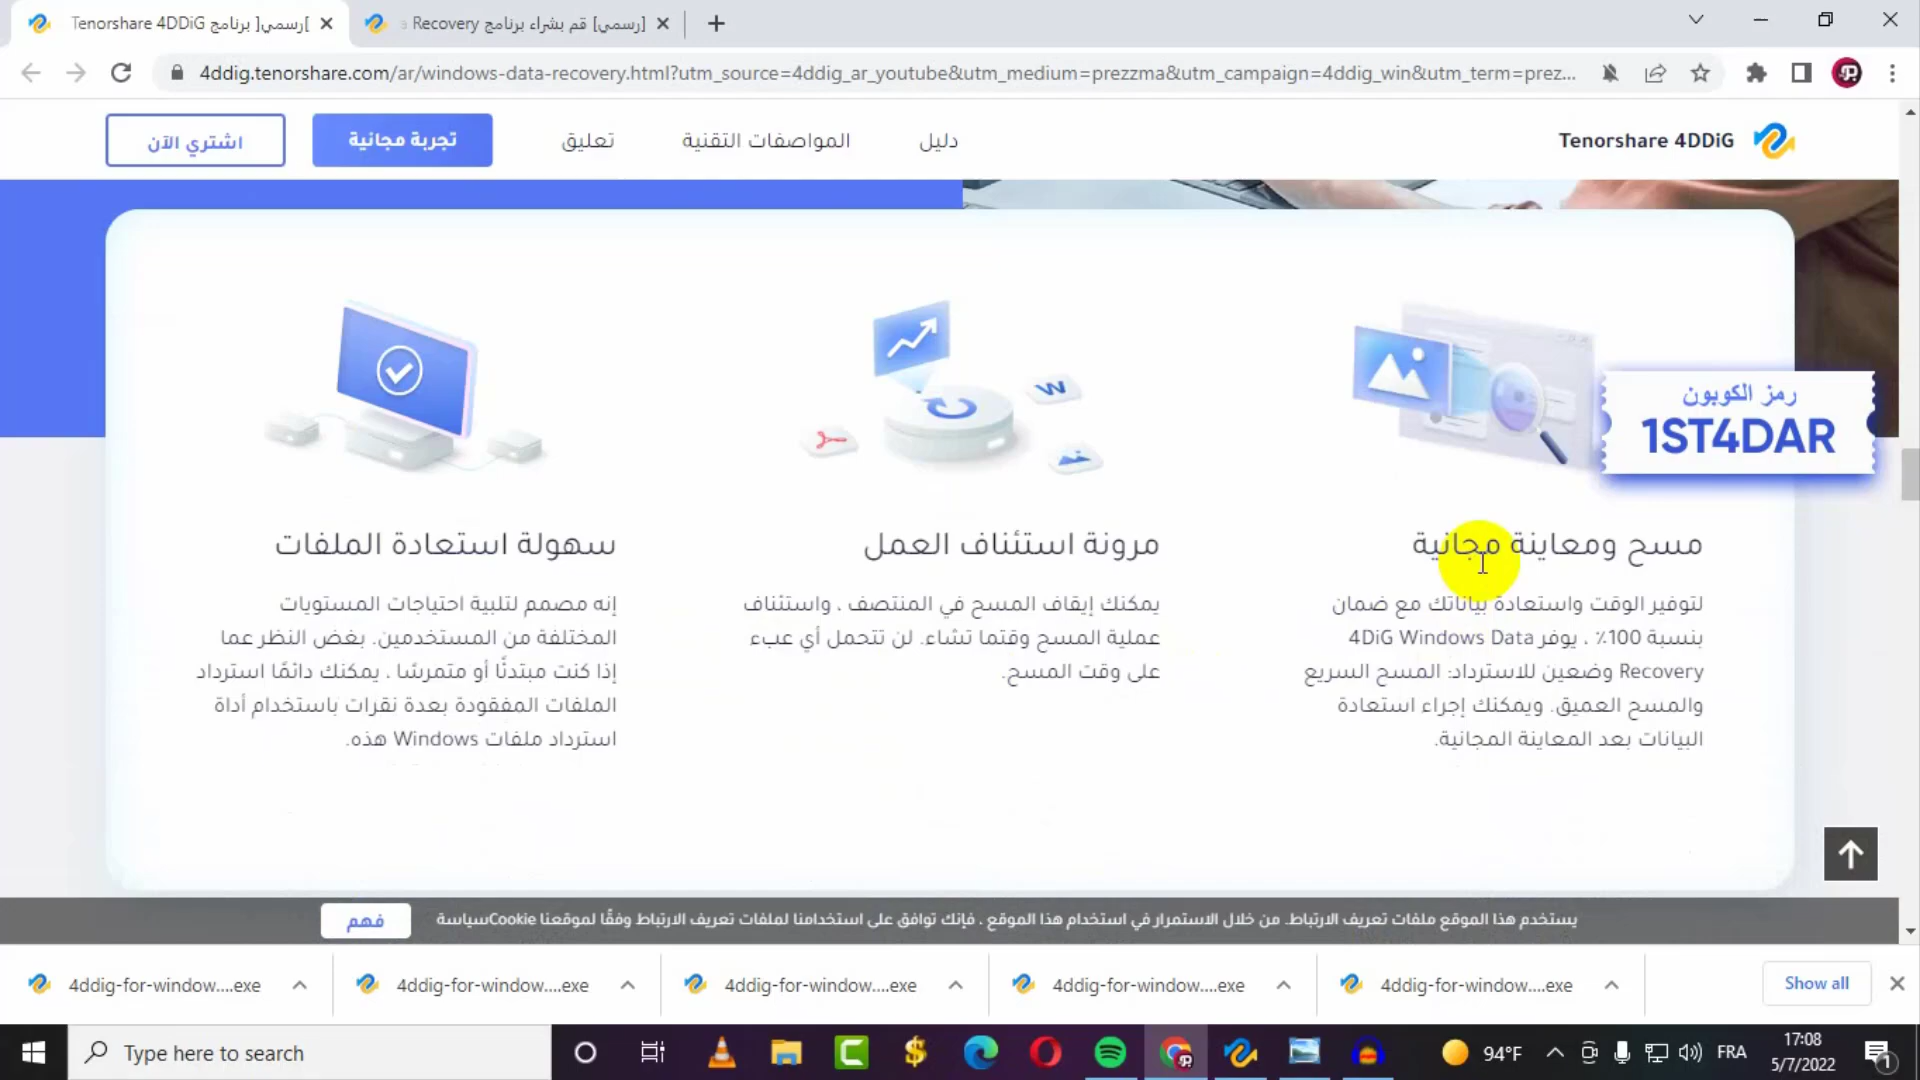 [رسمي] برنامج Tenorshare 4DDiG
[رسمي] قم بشراء برنامج Recovery
4ddig.tenorshare.com/ar/windows-data-recovery.html?utm_source=4ddig_ar_youtube&utm_medium=prezzma&utm_campaign=4ddig_win&utm_term=prez...
Tenorshare 4DDiG
دليل
المواصفات التقنية
تعليق
تجربة مجانية
اشتري الآن
رمز الكوبون
1ST4DAR
مسح ومعاينة مجانية
لتوفير الوقت واستعادة بياناتك مع ضمان
بنسبة 100٪ ، يوفر 4DiG Windows Data
Recovery وضعين للاسترداد: المسح السريع
والمسح العميق. ويمكنك إجراء استعادة
البيانات بعد المعاينة المجانية.
مرونة استئناف العمل
يمكنك إيقاف المسح في المنتصف ، واستئناف
عملية المسح وقتما تشاء. لن تتحمل أي عبء
على وقت المسح.
سهولة استعادة الملفات
إنه مصمم لتلبية احتياجات المستويات
المختلفة من المستخدمين. بغض النظر عما
إذا كنت مبتدئًا أو متمرسًا ، يمكنك دائمًا استرداد
الملفات المفقودة بعدة نقرات باستخدام أداة
استرداد ملفات Windows هذه.
يستخدم هذا الموقع ملفات تعريف الارتباط. من خلال الاستمرار في استخدام هذا الموقع ، فإنك توافق على استخدامنا لملفات تعريف الارتباط وفقًا لموقعنا Cookieسياسة
فهم
4ddig-for-window....exe
4ddig-for-window....exe
4ddig-for-window....exe
4ddig-for-window....exe
4ddig-for-window....exe
Show all
Type here to search
94°F
FRA
17:08
5/7/2022
1